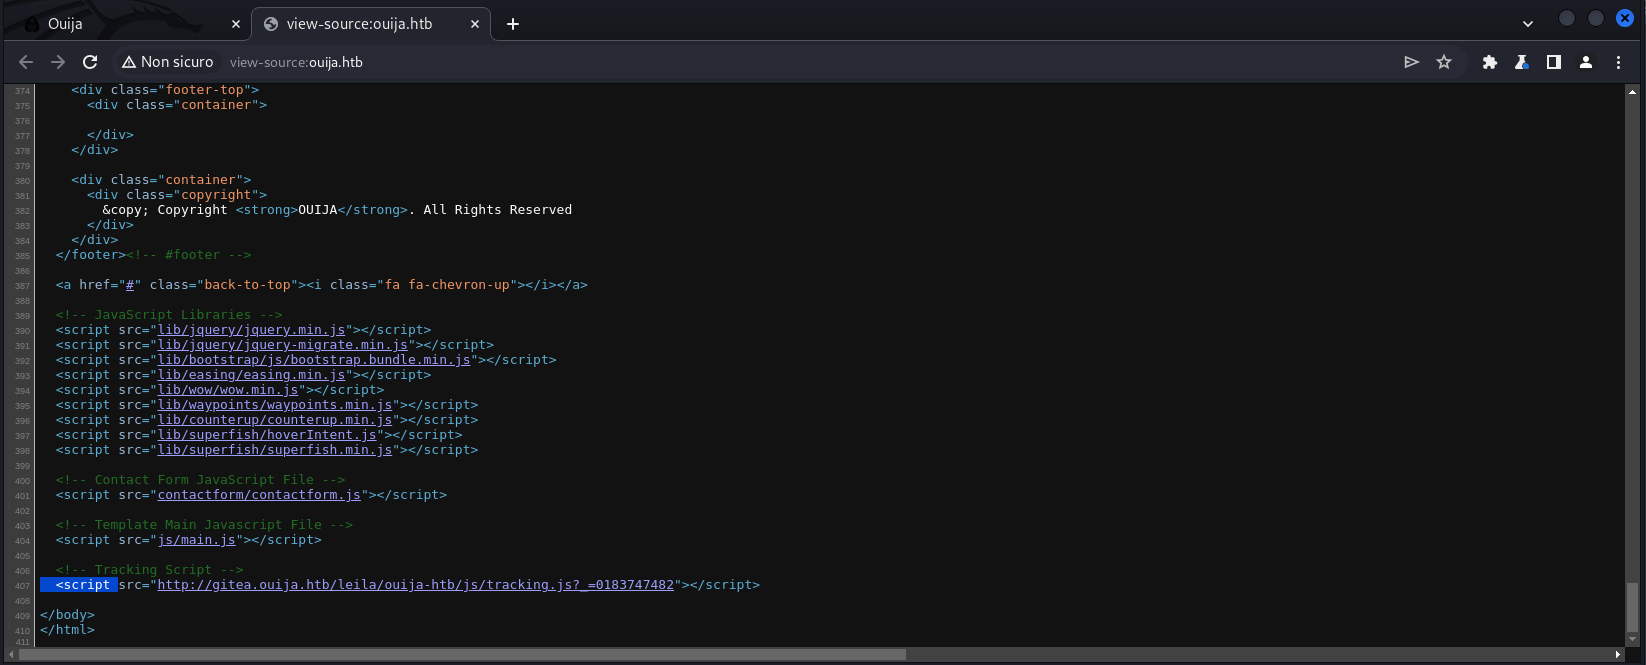 Ouija
view-source:ouija.htb
Non sicuro view-source:ouija.htb
374 <div class="footer-top">
375 <div class="container">
376
377 </div>
378 </div>
379
380 <div class="container">
381 <div class="copyright">
382 &copy; Copyright <strong>OUIJA</strong>. All Rights Reserved
383 </div>
384 </div>
385 </footer><!-- #footer -->
386
387 <a href="#" class="back-to-top"><i class="fa fa-chevron-up"></i></a>
388
389 <!-- JavaScript Libraries -->
390 <script src="lib/jquery/jquery.min.js"></script>
391 <script src="lib/jquery/jquery-migrate.min.js"></script>
392 <script src="lib/bootstrap/js/bootstrap.bundle.min.js"></script>
393 <script src="lib/easing/easing.min.js"></script>
394 <script src="lib/wow/wow.min.js"></script>
395 <script src="lib/waypoints/waypoints.min.js"></script>
396 <script src="lib/counterup/counterup.min.js"></script>
397 <script src="lib/superfish/hoverIntent.js"></script>
398 <script src="lib/superfish/superfish.min.js"></script>
399
400 <!-- Contact Form JavaScript File -->
401 <script src="contactform/contactform.js"></script>
402
403 <!-- Template Main Javascript File -->
404 <script src="js/main.js"></script>
405
406 <!-- Tracking Script -->
407 <script src="http://gitea.ouija.htb/leila/ouija-htb/js/tracking.js?_=0183747482"></script>
408
409 </body>
410 </html>
411